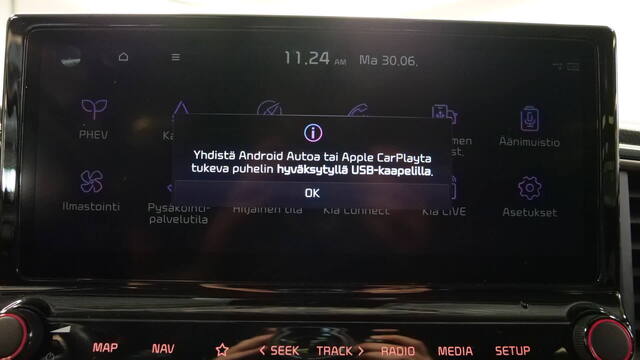 11.24 AM Ma 30.06.
PHEV
Äänimuistio
Yhdistä Android Autoa tai Apple CarPlayta
tukeva puhelin hyväksytyllä USB-kaapelilla.
OK
Ilmastointi
Pysäköinti-
palvelutila
Hiljainen tila
Kia Connect
Kia LIVE
Asetukset
MAP NAV < SEEK TRACK > RADIO MEDIA SETUP